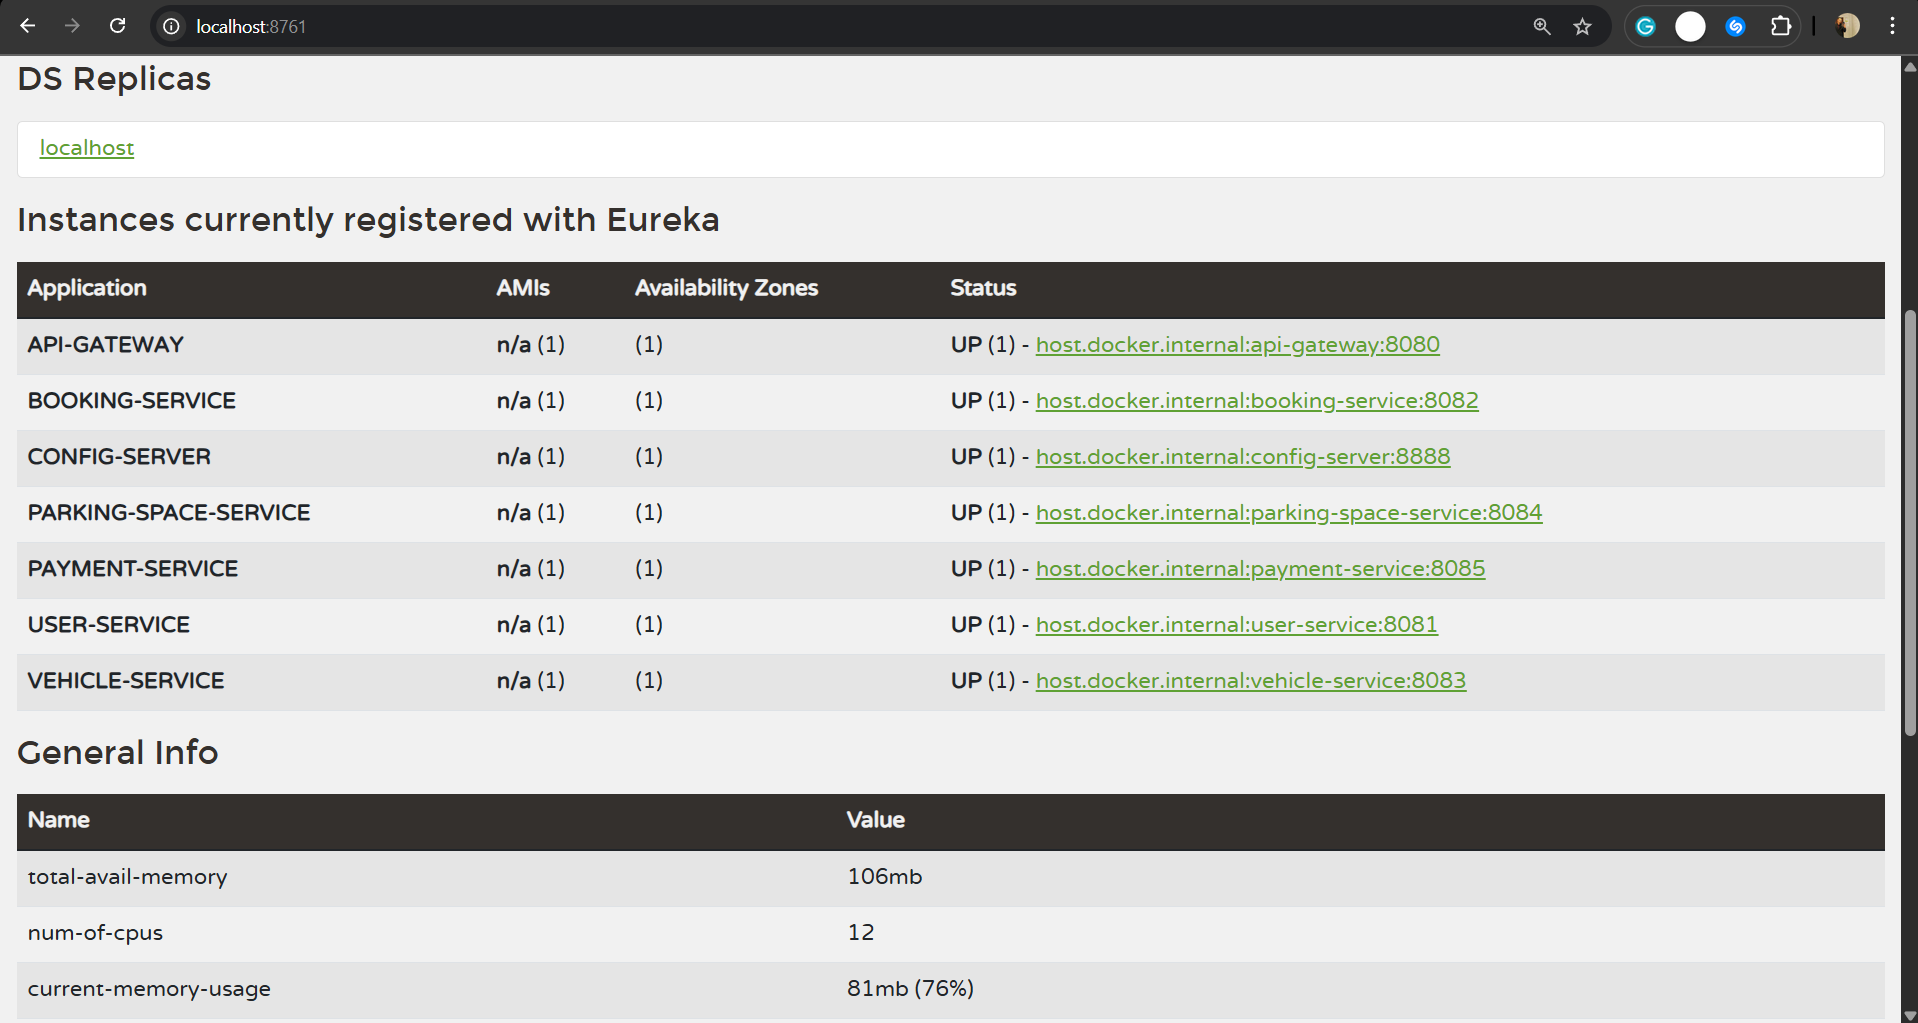 localhost:8761
DS Replicas
localhost
Instances currently registered with Eureka
Application AMIs Availability Zones Status
API-GATEWAY n/a (1) (1) UP (1) - host.docker.internal:api-gateway:8080
BOOKING-SERVICE n/a (1) (1) UP (1) - host.docker.internal:booking-service:8082
CONFIG-SERVER n/a (1) (1) UP (1) - host.docker.internal:config-server:8888
PARKING-SPACE-SERVICE n/a (1) (1) UP (1) - host.docker.internal:parking-space-service:8084
PAYMENT-SERVICE n/a (1) (1) UP (1) - host.docker.internal:payment-service:8085
USER-SERVICE n/a (1) (1) UP (1) - host.docker.internal:user-service:8081
VEHICLE-SERVICE n/a (1) (1) UP (1) - host.docker.internal:vehicle-service:8083
General Info
Name Value
total-avail-memory 106mb
num-of-cpus 12
current-memory-usage 81mb (76%)